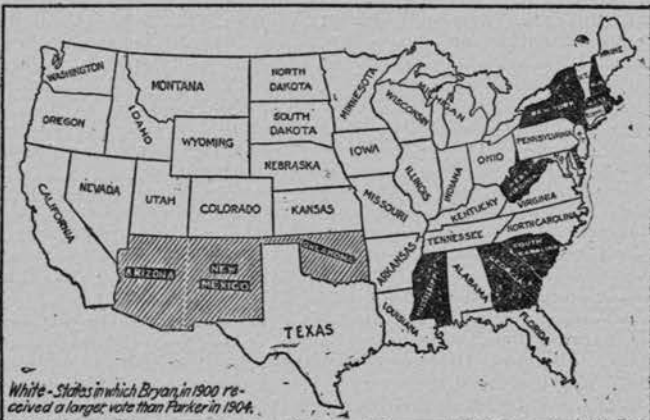 WASHINGTON
MONTANA
NORTH
DAKOTA
MINNESOTA
OREGON
IDAHO
WYOMING
SOUTH
DAKOTA
WISCONSIN
MICHIGAN
NEBRASKA
IOWA
NEVADA
UTAH
COLORADO
KANSAS
CALIFORNIA
MISSOURI
ILLINOIS
INDIANA
OHIO
PENNSYLVANIA
KENTUCKY
VIRGINIA
TENNESSEE
NORTH CAROLINA
ARIZONA
NEW
MEXICO
OKLAHOMA
ARKANSAS
SOUTH
ALABAMA
TEXAS
LOUISIANA
FLORIDA
White - States in which Bryan, in 1900 re-
ceived a larger vote than Parker in 1904.